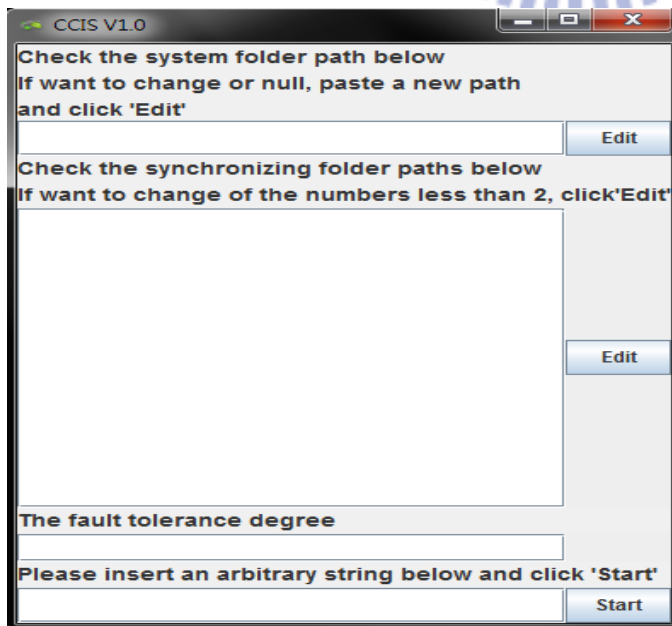 CCIS V1.0
Check the system folder path below
If want to change or null, paste a new path
and click 'Edit'
Edit
Check the synchronizing folder paths below
If want to change of the numbers less than 2, click'Edit'
Edit
The fault tolerance degree
Please insert an arbitrary string below and click 'Start'
Start